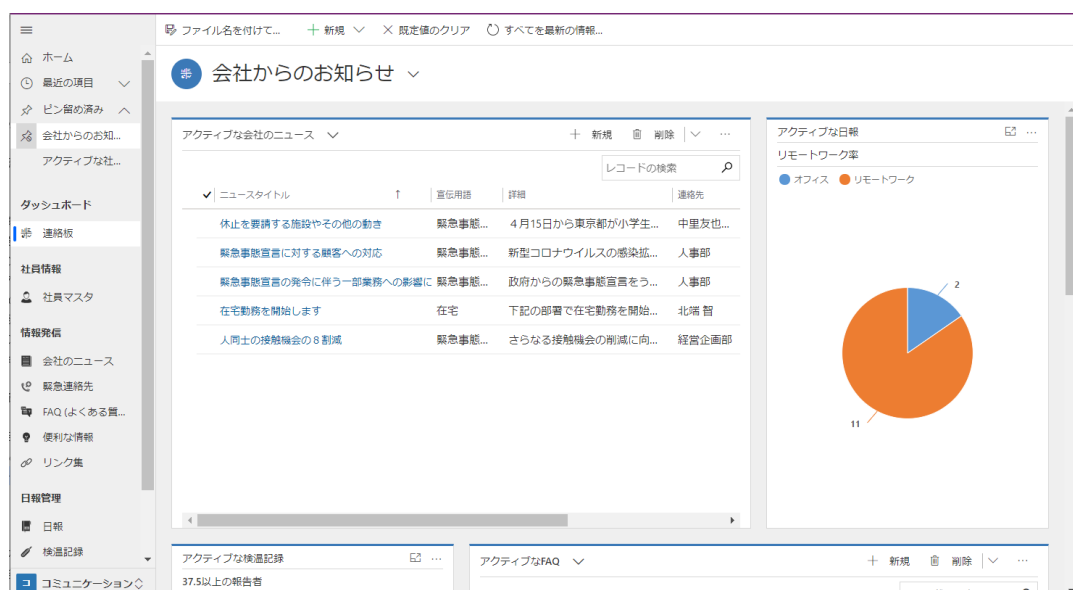 ファイル名を付けて...
新規
既定値のクリア
すべてを最新の情報...
ホーム
最近の項目
ピン留め済み
会社からのお知...
アクティブな社...
ダッシュボード
連絡板
社員情報
社員マスタ
情報発信
会社のニュース
緊急連絡先
FAQ (よくある質...
便利な情報
リンク集
日報管理
日報
検温記録
コ コミュニケーション
会社からのお知らせ
アクティブな会社のニュース
新規 削除 ...
レコードの検索
ニュースタイトル ↑ 宣伝用語 詳細 連絡先
休止を要請する施設やその他の動き 緊急事態... 4月15日から東京都が小学生... 中里友也...
緊急事態宣言に対する顧客への対応 緊急事態... 新型コロナウイルスの感染拡... 人事部
緊急事態宣言の発令に伴う一部業務への影響に 緊急事態... 政府からの緊急事態宣言をう... 人事部
在宅勤務を開始します 在宅 下記の部署で在宅勤務を開始... 北端 智
人同士の接触機会の8割減 緊急事態... さらなる接触機会の削減に向... 経営企画部
アクティブな日報 ...
リモートワーク率
オフィス リモートワーク
2
11
アクティブな検温記録 ...
37.5以上の報告者
アクティブなFAQ
新規 削除 ...